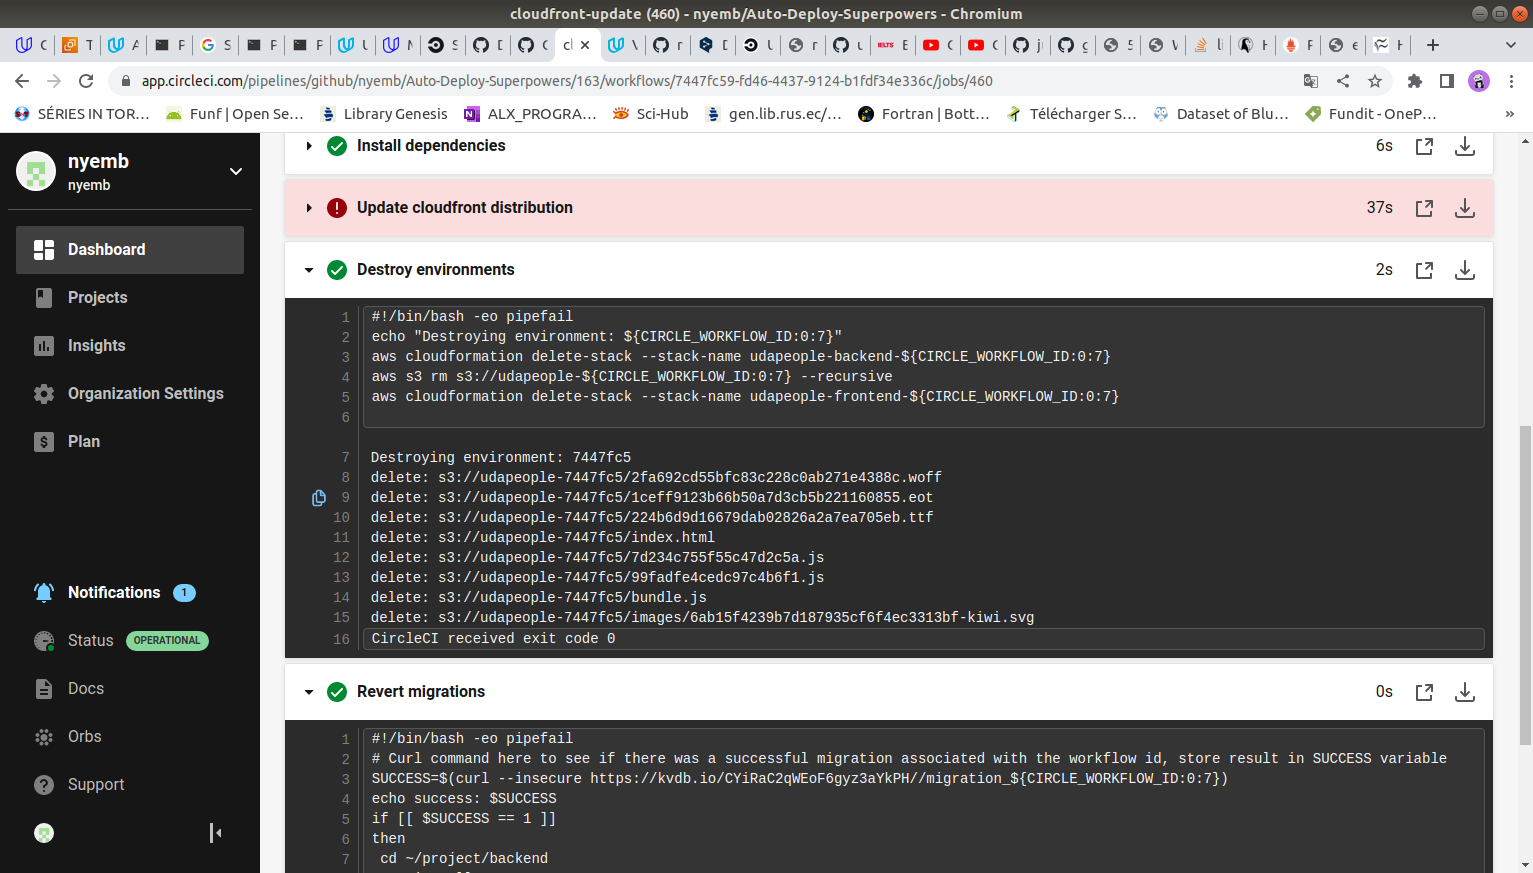 cloudfront-update (460) - nyemb/Auto-Deploy-Superpowers - Chromium
app.circleci.com/pipelines/github/nyemb/Auto-Deploy-Superpowers/163/workflows/7447fc59-fd46-4437-9124-b1fdf34e336c/jobs/460
SÉRIES IN TOR...
Funf | Open Se...
Library Genesis
ALX_PROGRA...
Sci-Hub
gen.lib.rus.ec/...
Fortran | Bott...
Télécharger S...
Dataset of Blu...
Fundit - OneP...
»
nyemb
nyemb
Dashboard
Projects
Insights
Organization Settings
Plan
Notifications 1
Status OPERATIONAL
Docs
Orbs
Support
Install dependencies 6s
Update cloudfront distribution 37s
Destroy environments 2s
1 #!/bin/bash -eo pipefail
2 echo "Destroying environment: ${CIRCLE_WORKFLOW_ID:0:7}"
3 aws cloudformation delete-stack --stack-name udapeople-backend-${CIRCLE_WORKFLOW_ID:0:7}
4 aws s3 rm s3://udapeople-${CIRCLE_WORKFLOW_ID:0:7} --recursive
5 aws cloudformation delete-stack --stack-name udapeople-frontend-${CIRCLE_WORKFLOW_ID:0:7}
6
7 Destroying environment: 7447fc5
8 delete: s3://udapeople-7447fc5/2fa692cd55bfc83c228c0ab271e4388c.woff
9 delete: s3://udapeople-7447fc5/1ceff9123b66b50a7d3cb5b221160855.eot
10 delete: s3://udapeople-7447fc5/224b6d9d16679dab02826a2a7ea705eb.ttf
11 delete: s3://udapeople-7447fc5/index.html
12 delete: s3://udapeople-7447fc5/7d234c755f55c47d2c5a.js
13 delete: s3://udapeople-7447fc5/99fadfe4cedc97c4b6f1.js
14 delete: s3://udapeople-7447fc5/bundle.js
15 delete: s3://udapeople-7447fc5/images/6ab15f4239b7d187935cf6f4ec3313bf-kiwi.svg
16 CircleCI received exit code 0
Revert migrations 0s
1 #!/bin/bash -eo pipefail
2 # Curl command here to see if there was a successful migration associated with the workflow id, store result in SUCCESS variable
3 SUCCESS=$(curl --insecure https://kvdb.io/CYiRaC2qWEoF6gyz3aYkPH//migration_${CIRCLE_WORKFLOW_ID:0:7})
4 echo success: $SUCCESS
5 if [[ $SUCCESS == 1 ]]
6 then
7 cd ~/project/backend